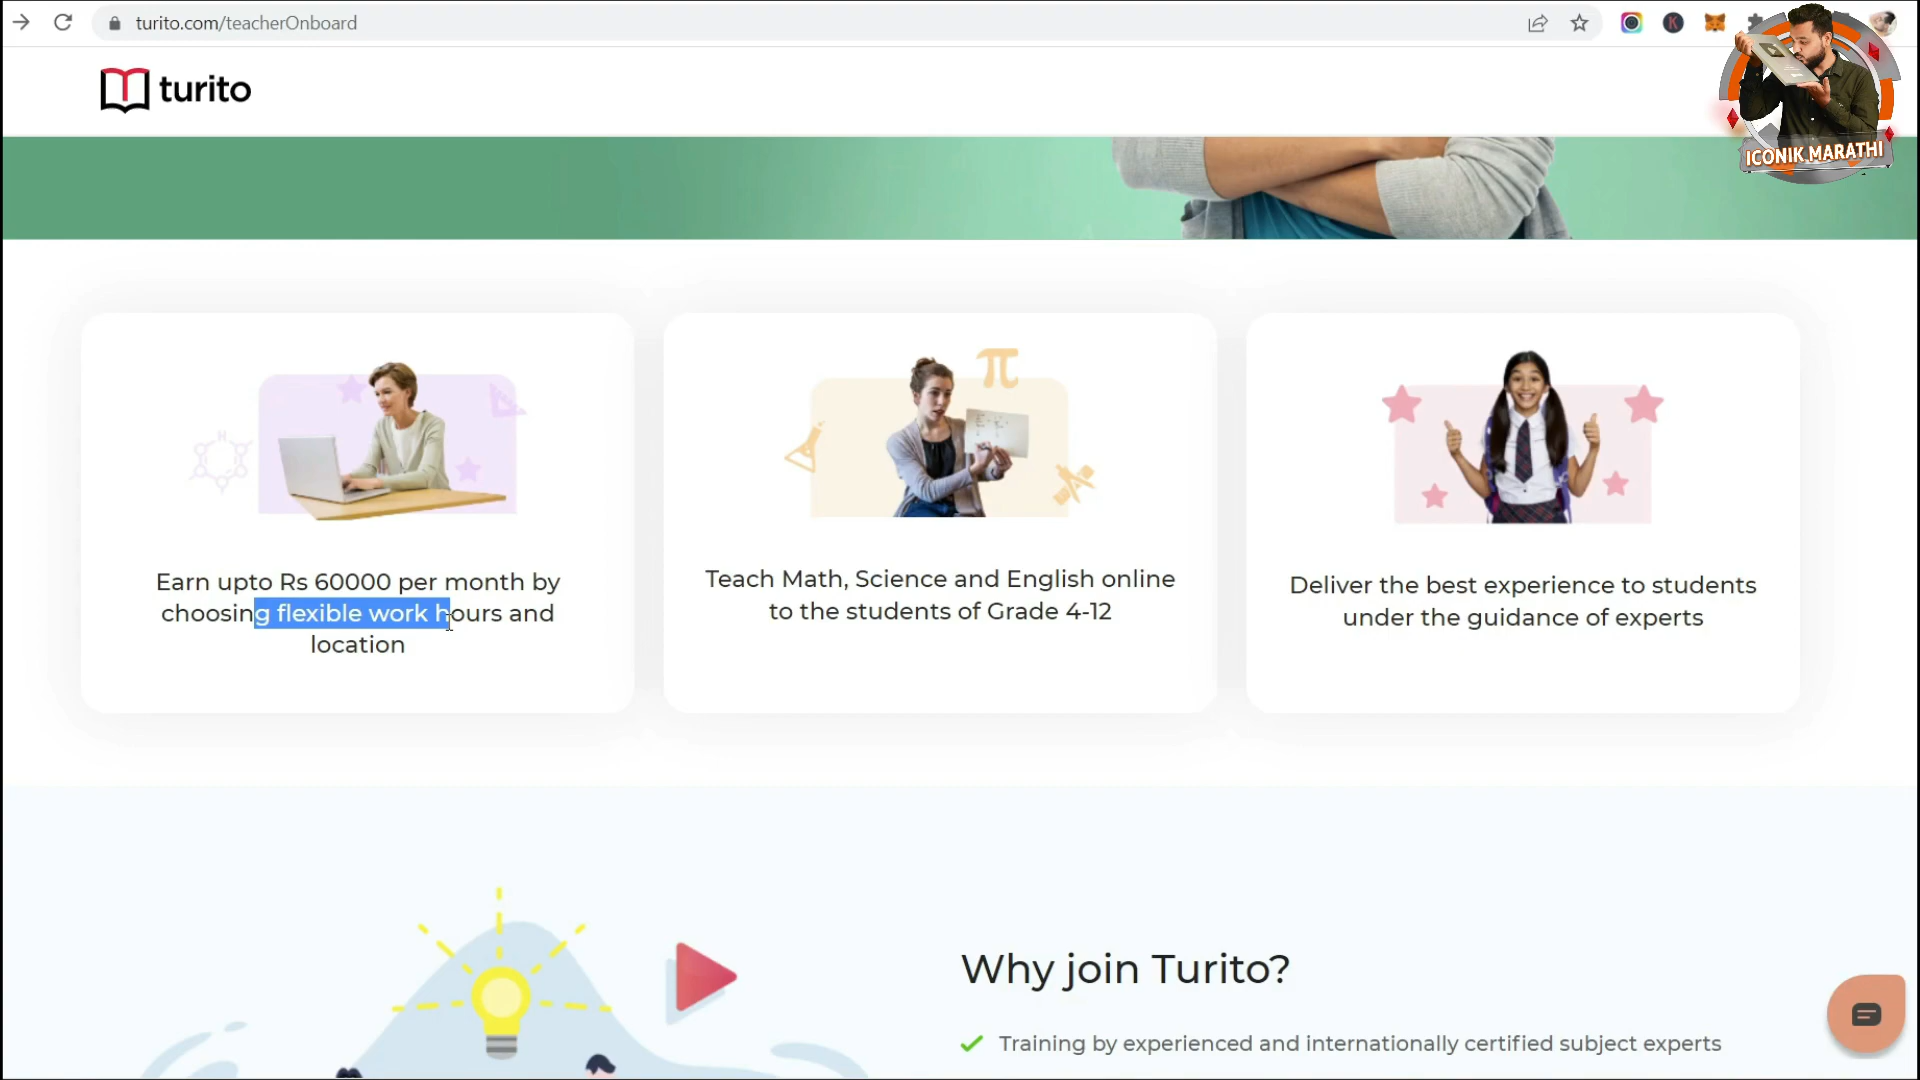 turito.com/teacherOnboard
K
turito
ICONIK MARATHI
π
H
Earn upto Rs 60000 per month by
choosing flexible work hours and
location
Teach Math, Science and English online
to the students of Grade 4-12
Deliver the best experience to students
under the guidance of experts
Why join Turito?
Training by experienced and internationally certified subject experts